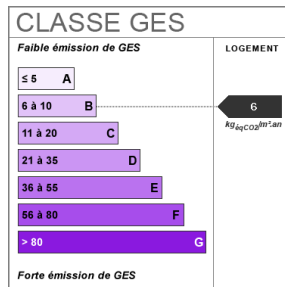 CLASSE GES
Faible émission de GES
LOGEMENT
≤ 5 A
6 à 10 B
6
kgéqCO2/m².an
11 à 20 C
21 à 35 D
36 à 55 E
56 à 80 F
> 80 G
Forte émission de GES